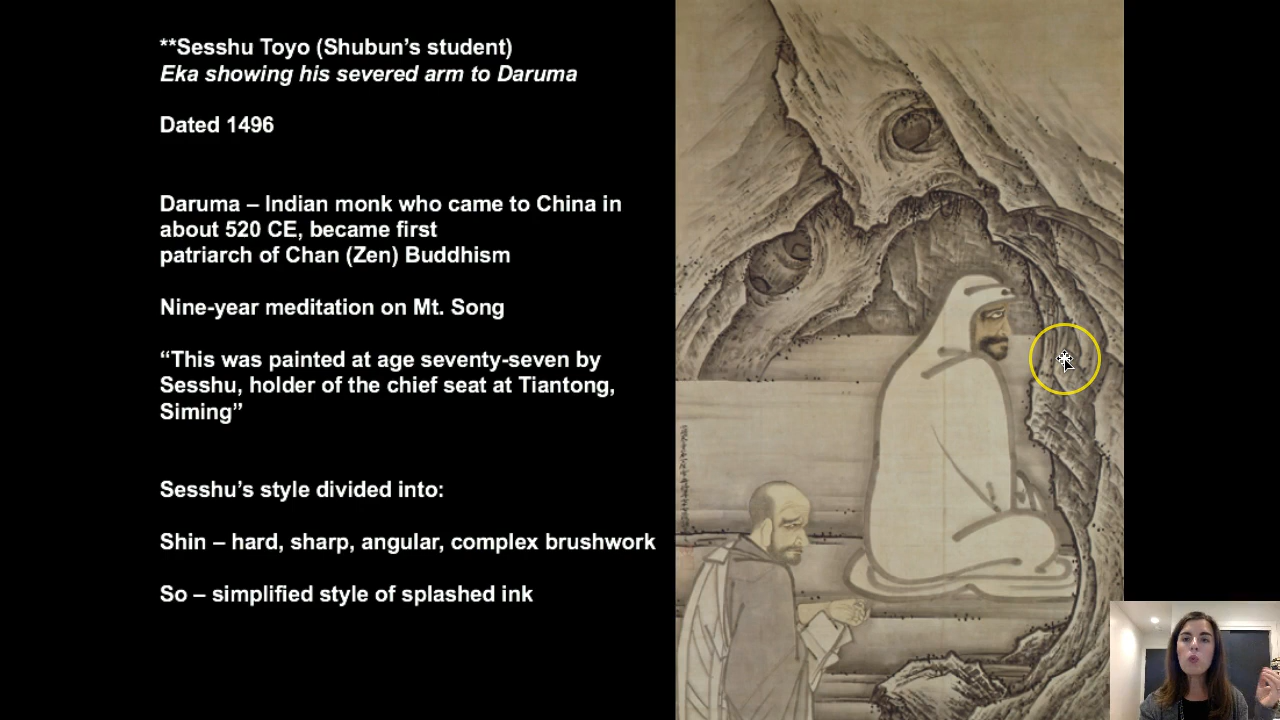 **Sesshu Toyo (Shubun’s student)
Eka showing his severed arm to Daruma
Dated 1496
Daruma – Indian monk who came to China in
about 520 CE, became first
patriarch of Chan (Zen) Buddhism
Nine-year meditation on Mt. Song
“This was painted at age seventy-seven by
Sesshu, holder of the chief seat at Tiantong,
Siming”
Sesshu’s style divided into:
Shin – hard, sharp, angular, complex brushwork
So – simplified style of splashed ink